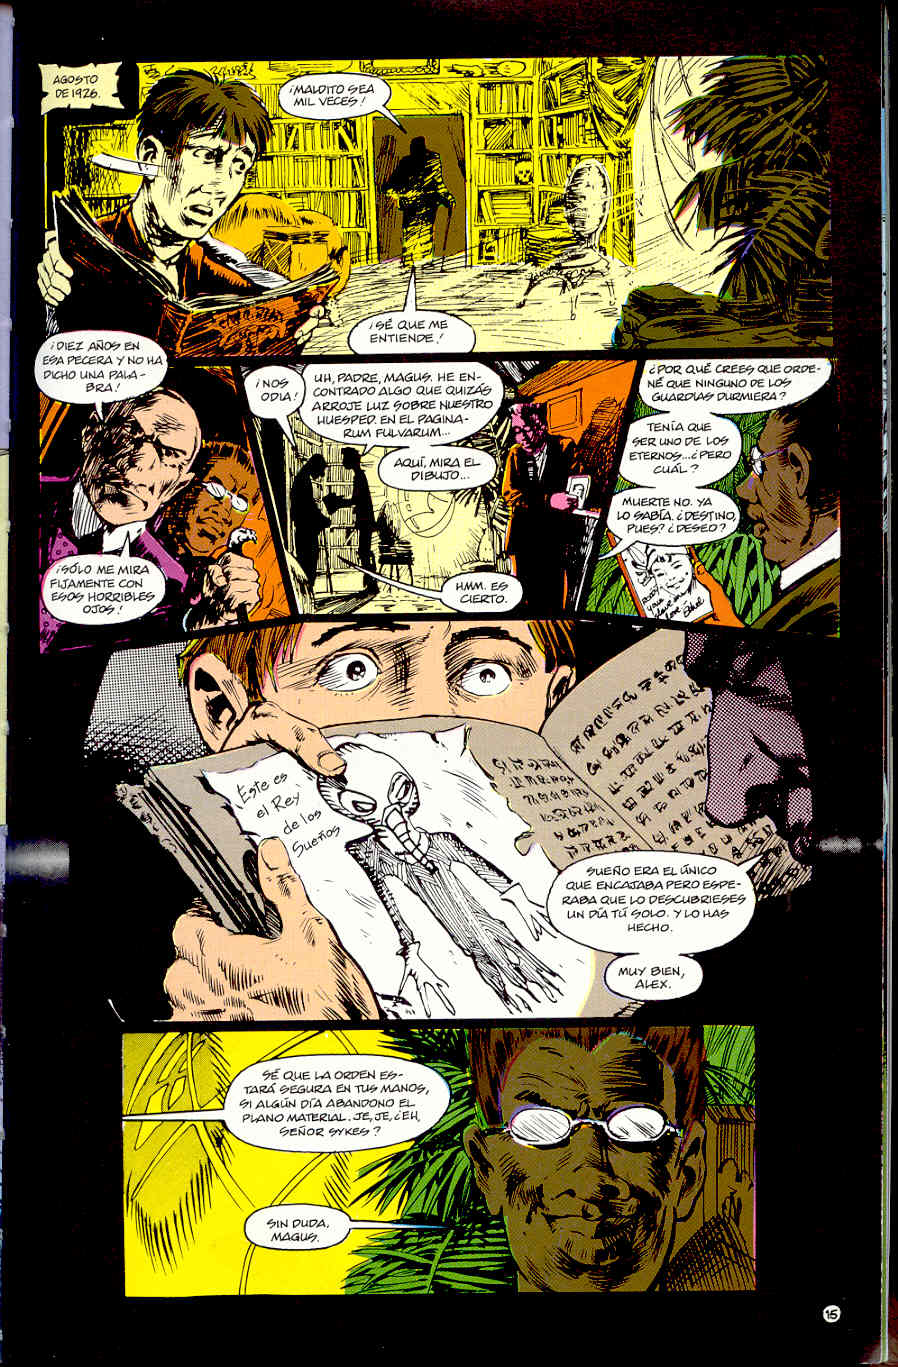 AGOSTO
DE 1926.
¡MALDITO SEA
MIL VECES!
¡SÉ QUE ME
ENTIENDE!
¡DIEZ AÑOS EN
ESA PECERA Y NO HA
DICHO UNA PALA-
BRA!
¡SÓLO ME MIRA
FIJAMENTE CON
ESOS HORRIBLES
OJOS!
¡NOS
ODIA!
UH, PADRE, MAGUS. HE EN-
CONTRADO ALGO QUE QUIZÁS
ARROJE LUZ SOBRE NUESTRO
HUESPED. EN EL PAGINA-
RUM FULVARUM...
AQUÍ, MIRA EL
DIBUJO...
HMM. ES
CIERTO.
¿POR QUÉ CREES QUE ORDE-
NÉ QUE NINGUNO DE LOS
GUARDIAS DURMIERA?
TENÍA QUE
SER UNO DE LOS
ETERNOS...¿PERO
CUÁL?
MUERTE NO. YA
LO SABÍA. ¿DESTINO,
PUES? ¿DESEO?
Este es
el Rey
de los
Sueños
SUEÑO ERA EL ÚNICO
QUE ENCAJABA PERO ESPE-
RABA QUE LO DESCUBRIESES
UN DÍA TÚ SOLO. Y LO HAS
HECHO.
MUY BIEN,
ALEX.
SÉ QUE LA ORDEN ES-
TARÁ SEGURA EN TUS MANOS,
SI ALGÚN DÍA ABANDONO EL
PLANO MATERIAL. JE, JE, ¿EH,
SEÑOR SYKES?
SIN DUDA,
MAGUS.
15